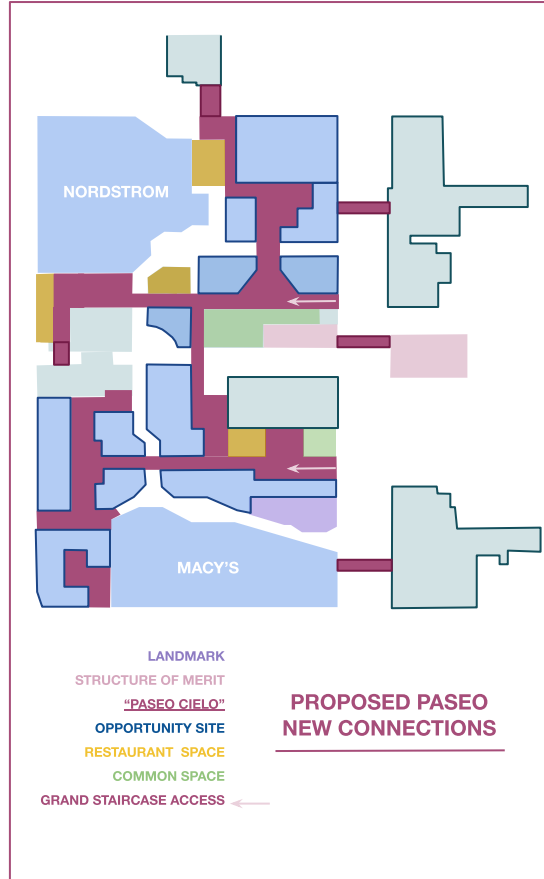 NORDSTROM
MACY'S
LANDMARK
STRUCTURE OF MERIT
“PASEO CIELO”
OPPORTUNITY SITE
RESTAURANT SPACE
COMMON SPACE
GRAND STAIRCASE ACCESS
PROPOSED PASEO
NEW CONNECTIONS